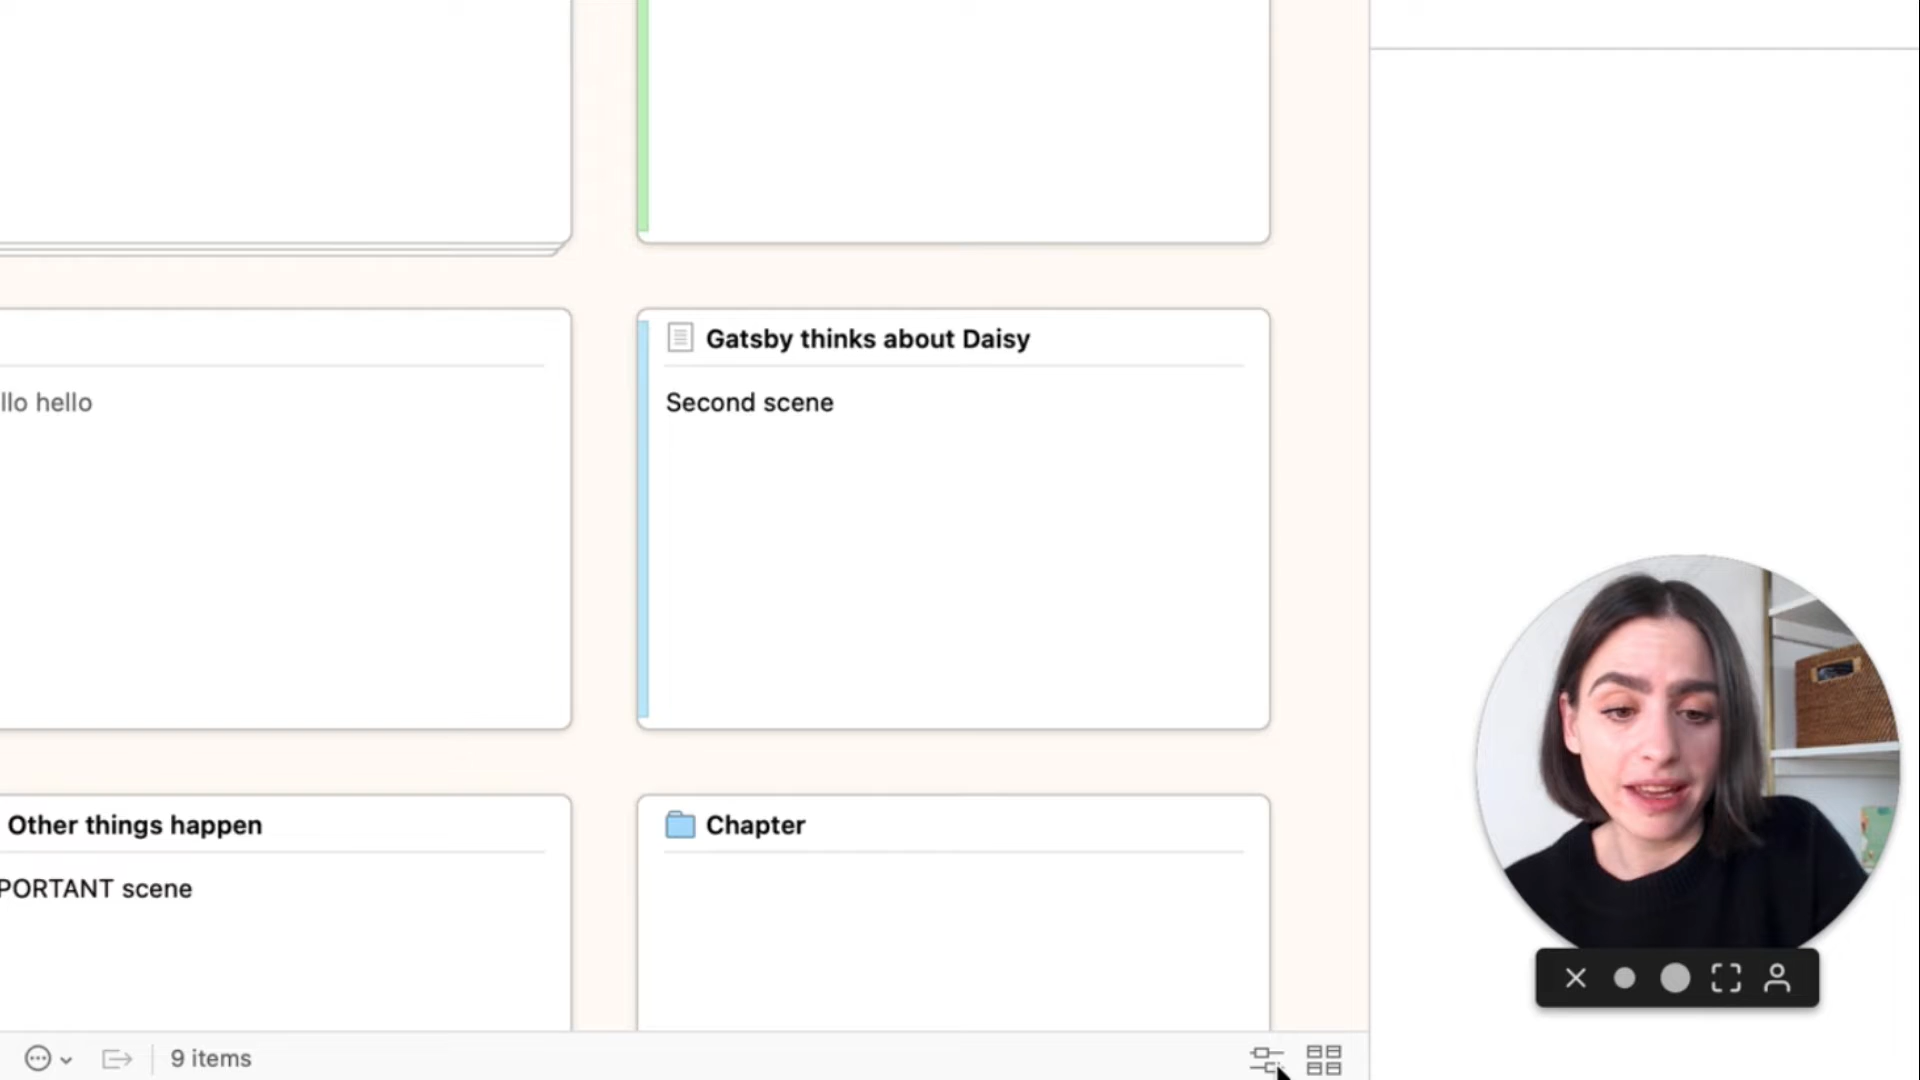 Gatsby thinks about Daisy
llo hello
Second scene
Other things happen
Chapter
PORTANT scene
9 items